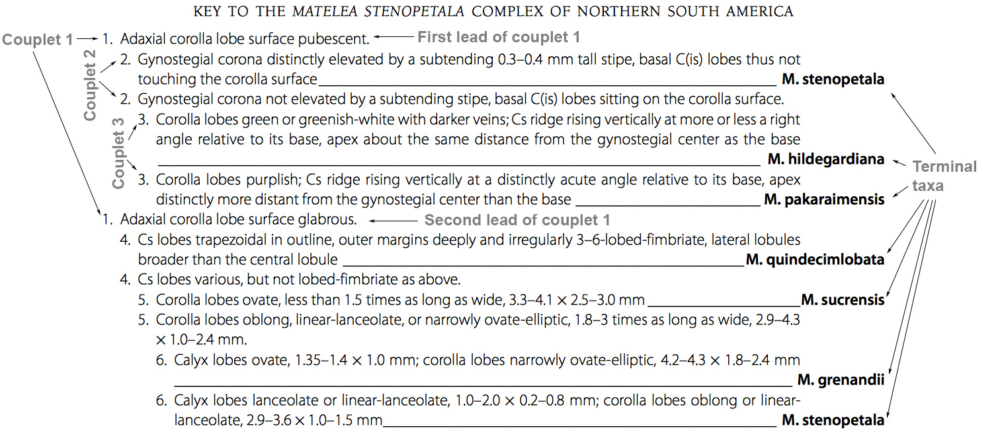 KEY TO THE MATELEA STENOPETALA COMPLEX OF NORTHERN SOUTH AMERICA
Couplet 1 1. Adaxial corolla lobe surface pubescent. First lead of couplet 1
Couplet 2
2. Gynostegial corona distinctly elevated by a subtending 0.3–0.4 mm tall stipe, basal C(is) lobes thus not
touching the corolla surface M. stenopetala
2. Gynostegial corona not elevated by a subtending stipe, basal C(is) lobes sitting on the corolla surface.
Couplet 3
3. Corolla lobes green or greenish-white with darker veins; Cs ridge rising vertically at more or less a right
angle relative to its base, apex about the same distance from the gynostegial center as the base
M. hildegardiana
Terminal
taxa
3. Corolla lobes purplish; Cs ridge rising vertically at a distinctly acute angle relative to its base, apex
distinctly more distant from the gynostegial center than the base M. pakaraimensis
1. Adaxial corolla lobe surface glabrous. Second lead of couplet 1
4. Cs lobes trapezoidal in outline, outer margins deeply and irregularly 3–6-lobed-fimbriate, lateral lobules
broader than the central lobule M. quindecimlobata
4. Cs lobes various, but not lobed-fimbriate as above.
5. Corolla lobes ovate, less than 1.5 times as long as wide, 3.3–4.1 × 2.5–3.0 mm M. sucrensis
5. Corolla lobes oblong, linear-lanceolate, or narrowly ovate-elliptic, 1.8–3 times as long as wide, 2.9–4.3
× 1.0–2.4 mm.
6. Calyx lobes ovate, 1.35–1.4 × 1.0 mm; corolla lobes narrowly ovate-elliptic, 4.2–4.3 × 1.8–2.4 mm
M. grenandii
6. Calyx lobes lanceolate or linear-lanceolate, 1.0–2.0 × 0.2–0.8 mm; corolla lobes oblong or linear-
lanceolate, 2.9–3.6 × 1.0–1.5 mm M. stenopetala